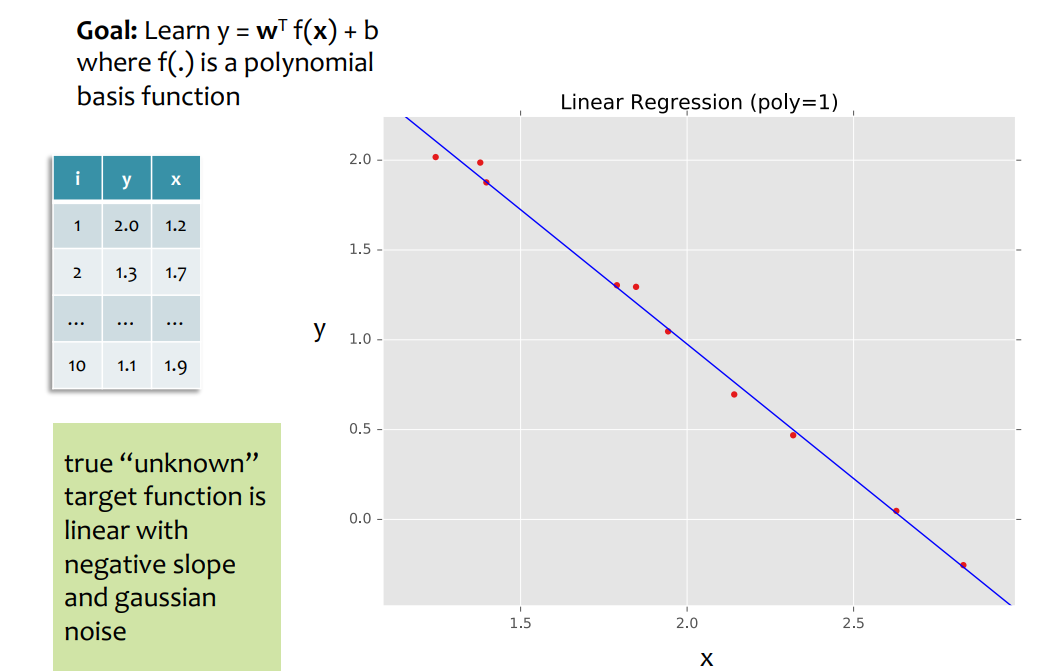 Goal: Learn y = wᵀ f(x) + b
where f(.) is a polynomial
basis function
i y x
1 2.0 1.2
2 1.3 1.7
... ... ...
10 1.1 1.9
true “unknown”
target function is
linear with
negative slope
and gaussian
noise
Linear Regression (poly=1)
2.0
1.5
1.0
0.5
0.0
y
1.5 2.0 2.5
x